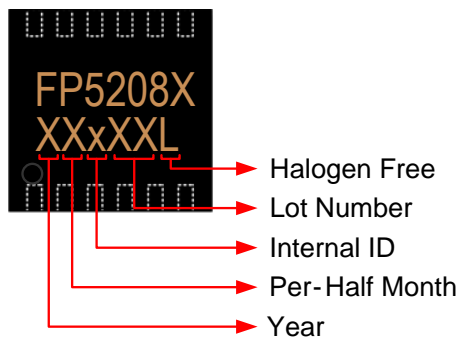 FP5208X
XXxXXL
Halogen Free
Lot Number
Internal ID
Per-Half Month
Year